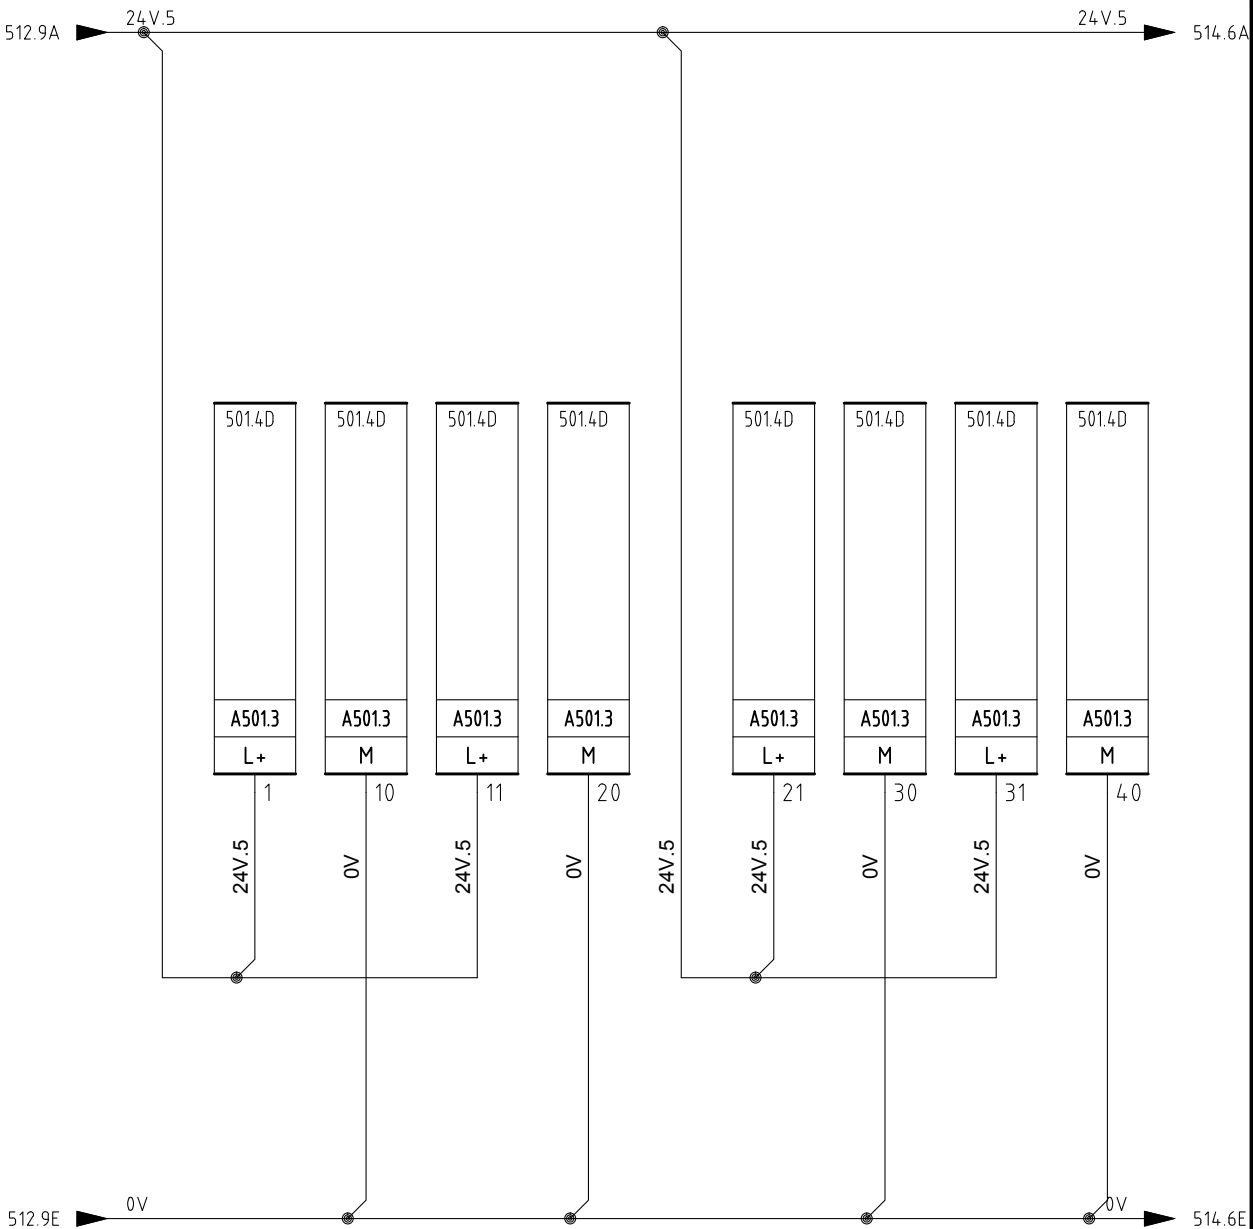 24V.5 24V.5
512.9A 514.6A
501.4D 501.4D 501.4D 501.4D 501.4D 501.4D 501.4D 501.4D
A501.3 A501.3 A501.3 A501.3 A501.3 A501.3 A501.3 A501.3
L+ M L+ M L+ M L+ M
1 10 11 20 21 30 31 40
24V.5 0V 24V.5 0V 24V.5 24V.5 0V 24V.5 0V
0V 0V
512.9E 514.6E